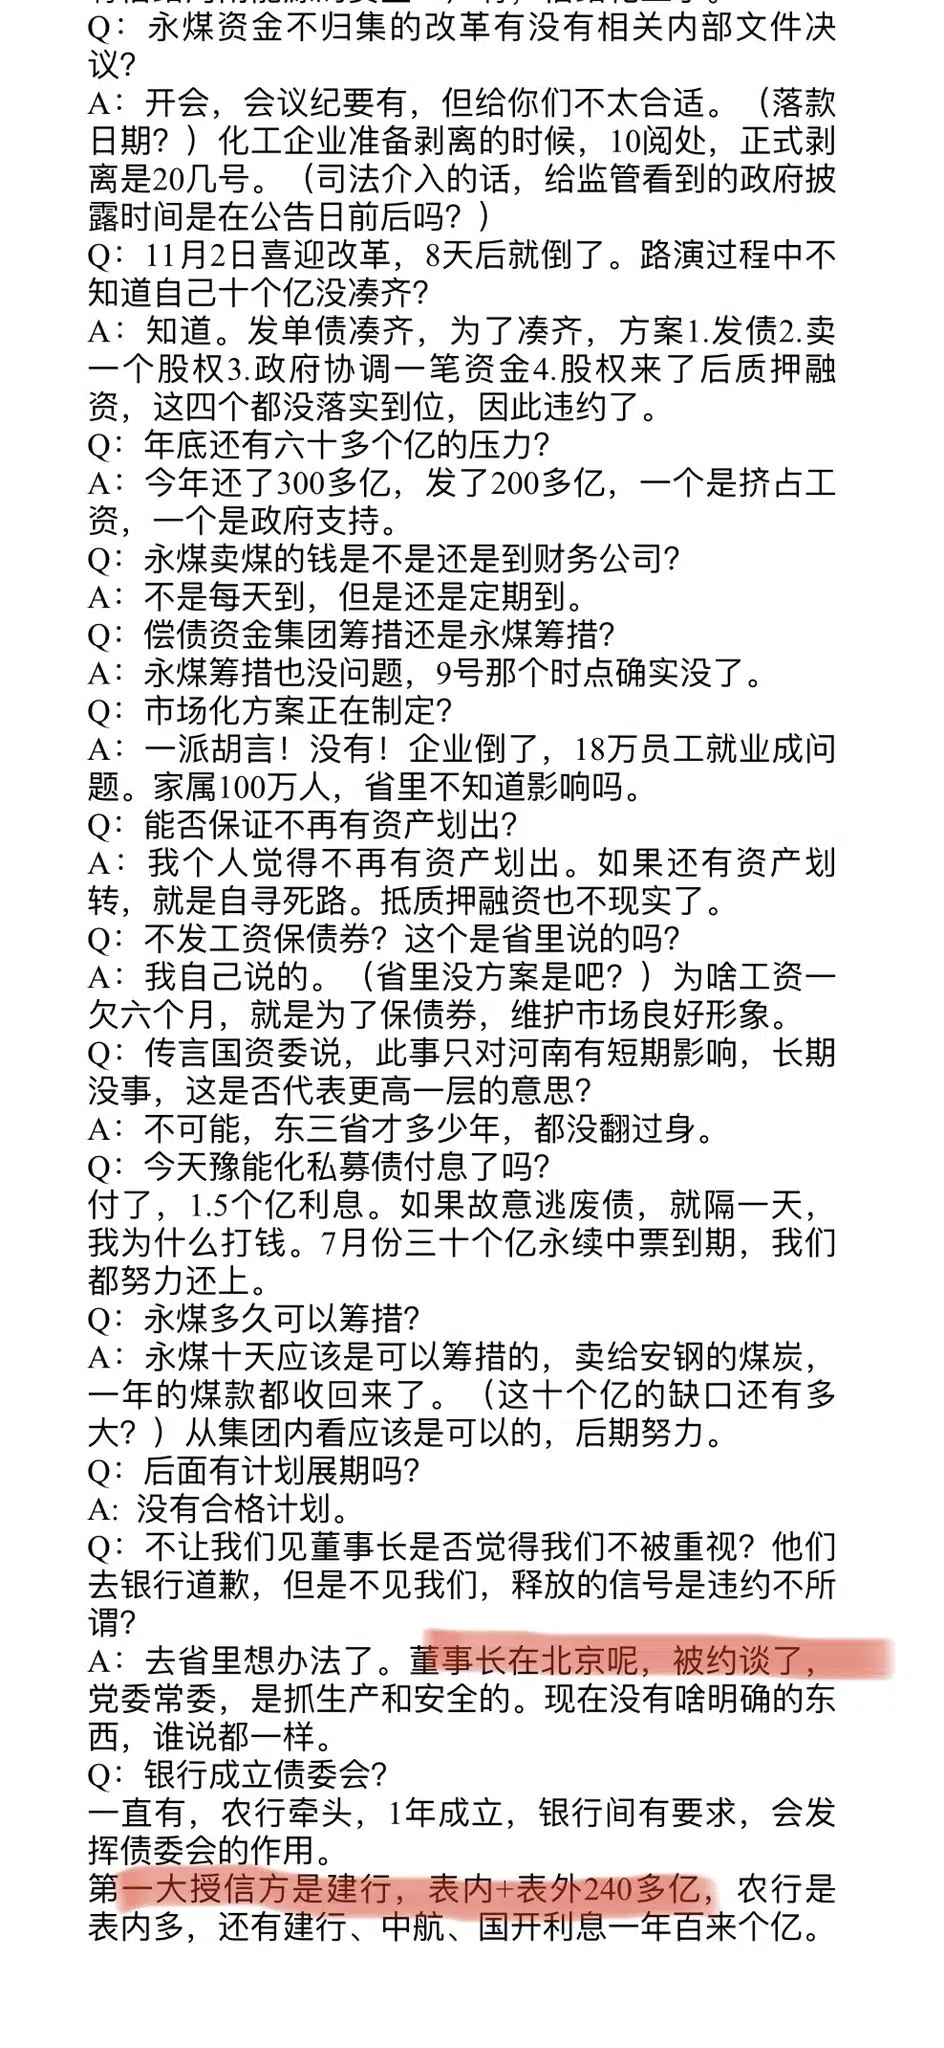 Q：永煤资金不归集的改革有没有相关内部文件决
议？
A：开会，会议纪要有，但给你们不太合适。（落款
日期？）化工企业准备剥离的时候，10阅处，正式剥
离是20几号。（司法介入的话，给监管看到的政府披
露时间是在公告日前后吗？）
Q：11月2日喜迎改革，8天后就倒了。路演过程中不
知道自己十个亿没凑齐？
A：知道。发单债凑齐，为了凑齐，方案1.发债2.卖
一个股权3.政府协调一笔资金4.股权来了后质押融
资，这四个都没落实到位，因此违约了。
Q：年底还有六十多个亿的压力？
A：今年还了300多亿，发了200多亿，一个是挤占工
资，一个是政府支持。
Q：永煤卖煤的钱是不是还是到财务公司？
A：不是每天到，但是还是定期到。
Q：偿债资金集团筹措还是永煤筹措？
A：永煤筹措也没问题，9号那个时点确实没了。
Q：市场化方案正在制定？
A：一派胡言！没有！企业倒了，18万员工就业成问
题。家属100万人，省里不知道影响吗。
Q：能否保证不再有资产划出？
A：我个人觉得不再有资产划出。如果还有资产划
转，就是自寻死路。抵质押融资也不现实了。
Q：不发工资保债券？这个是省里说的吗？
A：我自己说的。（省里没方案是吧？）为啥工资一
欠六个月，就是为了保债券，维护市场良好形象。
Q：传言国资委说，此事只对河南有短期影响，长期
没事，这是否代表更高一层的意思？
A：不可能，东三省才多少年，都没翻过身。
Q：今天豫能化私募债付息了吗？
付了，1.5个亿利息。如果故意逃废债，就隔一天，
我为什么打钱。7月份三十个亿永续中票到期，我们
都努力还上。
Q：永煤多久可以筹措？
A：永煤十天应该是可以筹措的，卖给安钢的煤炭，
一年的煤款都收回来了。（这十个亿的缺口还有多
大？）从集团内看应该是可以的，后期努力。
Q：后面有计划展期吗？
A: 没有合格计划。
Q：不让我们见董事长是否觉得我们不被重视？他们
去银行道歉，但是不见我们，释放的信号是违约不所
谓？
A：去省里想办法了。董事长在北京呢，被约谈了，
党委常委，是抓生产和安全的。现在没有啥明确的东
西，谁说都一样。
Q：银行成立债委会？
一直有，农行牵头，1年成立，银行间有要求，会发
挥债委会的作用。
第一大授信方是建行，表内+表外240多亿，农行是
表内多，还有建行、中航、国开利息一年百来个亿。